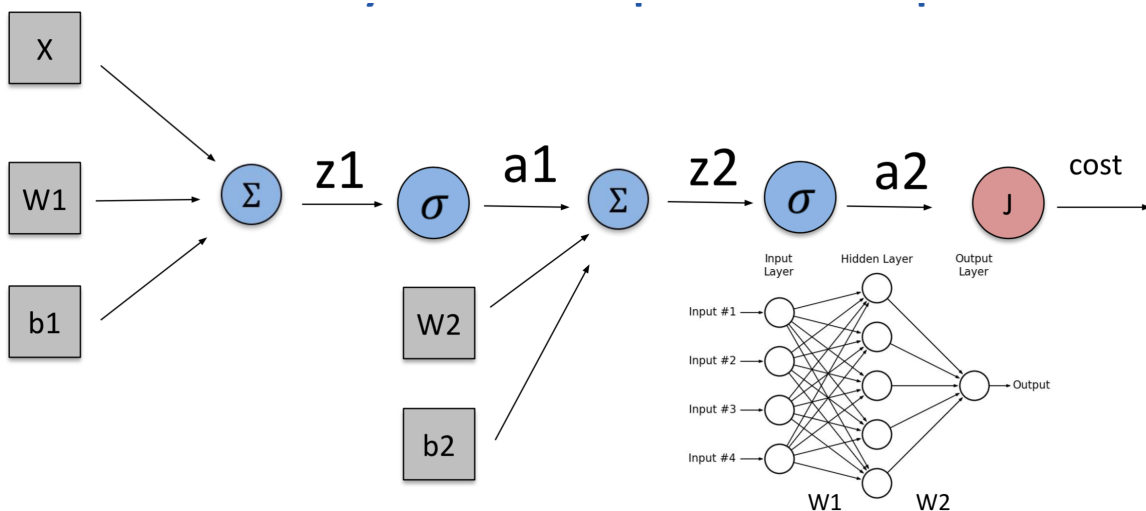 X
W1
b1
Σ
z1
σ
a1
Σ
z2
σ
a2
J
cost
W2
b2
Input
Layer
Hidden Layer
Output
Layer
Input #1
Input #2
Input #3
Input #4
Output
W1
W2